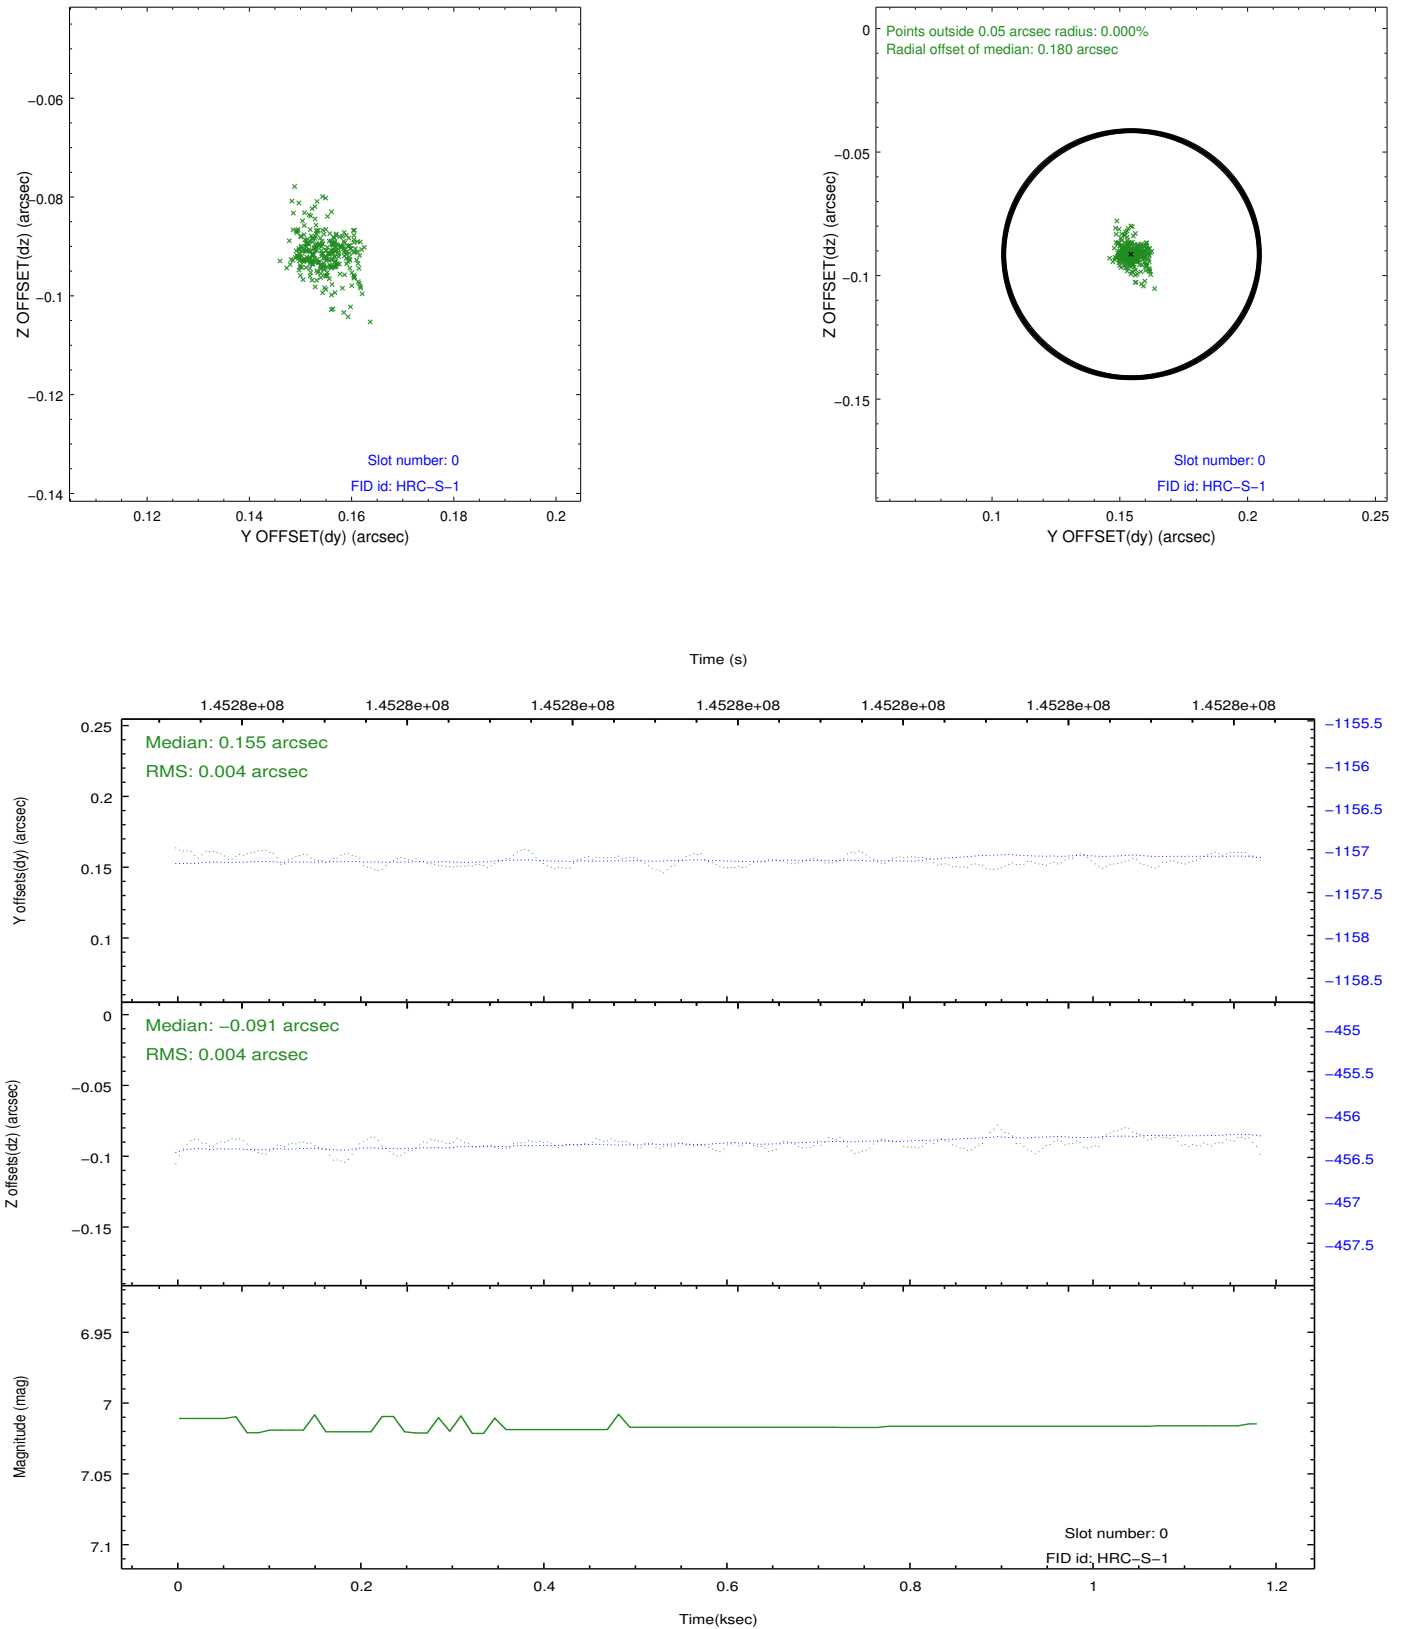 −0.06
−0.08
−0.1
−0.12
−0.14
Z OFFSET(dz) (arcsec)
Slot number: 0
FID id: HRC−S−1
0.12 0.14 0.16 0.18 0.2
Y OFFSET(dy) (arcsec)
Points outside 0.05 arcsec radius: 0.000%
Radial offset of median: 0.180 arcsec
0
−0.05
−0.1
−0.15
Z OFFSET(dz) (arcsec)
Slot number: 0
FID id: HRC−S−1
0.1 0.15 0.2 0.25
Y OFFSET(dy) (arcsec)
Time (s)
1.4528e+08 1.4528e+08 1.4528e+08 1.4528e+08 1.4528e+08 1.4528e+08 1.4528e+08
Median: 0.155 arcsec
RMS: 0.004 arcsec
0.25
0.2
0.15
0.1
Y offsets(dy) (arcsec)
−1155.5
−1156
−1156.5
−1157
−1157.5
−1158
−1158.5
Median: −0.091 arcsec
RMS: 0.004 arcsec
0
−0.05
−0.1
−0.15
Z offsets(dz) (arcsec)
−455
−455.5
−456
−456.5
−457
−457.5
6.95
7
7.05
7.1
Magnitude (mag)
Slot number: 0
FID id: HRC−S−1
0 0.2 0.4 0.6 0.8 1 1.2
Time(ksec)